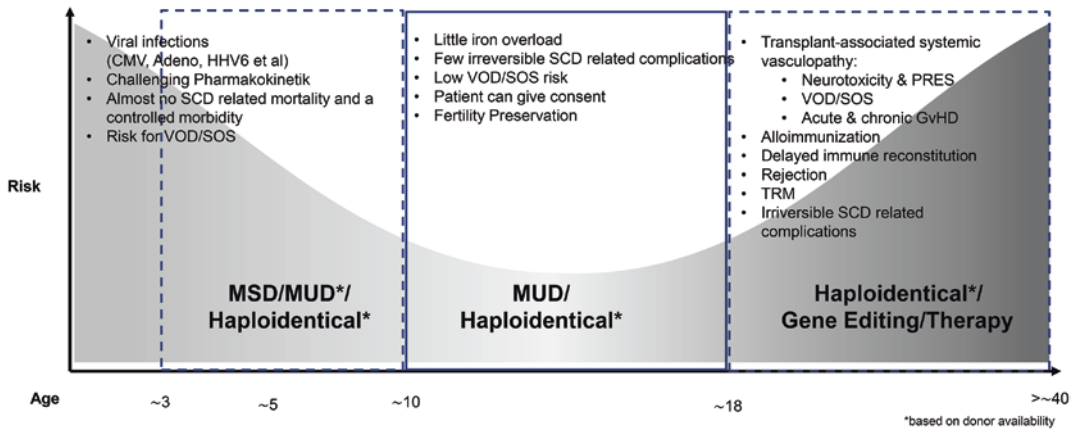 • Viral infections
(CMV, Adeno, HHV6 et al)
• Challenging Pharmakokinetik
• Almost no SCD related mortality and a
controlled morbidity
• Risk for VOD/SOS
• Little iron overload
• Few irreversible SCD related complications
• Low VOD/SOS risk
• Patient can give consent
• Fertility Preservation
• Transplant-associated systemic
vasculopathy:
• Neurotoxicity & PRES
• VOD/SOS
• Acute & chronic GvHD
• Alloimmunization
• Delayed immune reconstitution
• Rejection
• TRM
• Irriversible SCD related
complications
Risk
MSD/MUD*/
Haploidentical*
MUD/
Haploidentical*
Haploidentical*/
Gene Editing/Therapy
Age
~3
~5
~10
~18
>~40
*based on donor availability